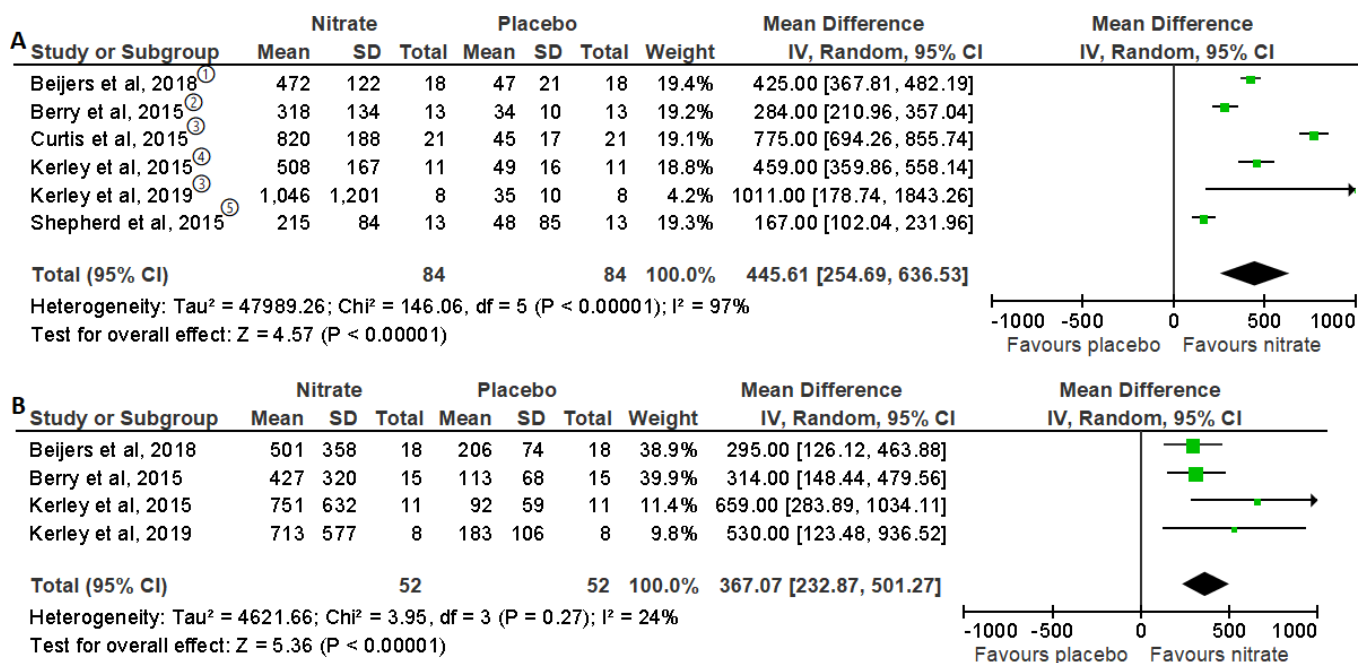 Nitrate Placebo Mean Difference Mean Difference
A Study or Subgroup Mean SD Total Mean SD Total Weight IV, Random, 95% CI IV, Random, 95% CI
Beijers et al, 2018① 472 122 18 47 21 18 19.4% 425.00 [367.81, 482.19]
Berry et al, 2015② 318 134 13 34 10 13 19.2% 284.00 [210.96, 357.04]
Curtis et al, 2015③ 820 188 21 45 17 21 19.1% 775.00 [694.26, 855.74]
Kerley et al, 2015④ 508 167 11 49 16 11 18.8% 459.00 [359.86, 558.14]
Kerley et al, 2019③ 1,046 1,201 8 35 10 8 4.2% 1011.00 [178.74, 1843.26]
Shepherd et al, 2015⑤ 215 84 13 48 85 13 19.3% 167.00 [102.04, 231.96]
Total (95% CI) 84 84 100.0% 445.61 [254.69, 636.53]
Heterogeneity: Tau² = 47989.26; Chi² = 146.06, df = 5 (P < 0.00001); I² = 97%
Test for overall effect: Z = 4.57 (P < 0.00001)
-1000 -500 0 500 1000
Favours placebo Favours nitrate
Nitrate Placebo Mean Difference Mean Difference
B Study or Subgroup Mean SD Total Mean SD Total Weight IV, Random, 95% CI IV, Random, 95% CI
Beijers et al, 2018 501 358 18 206 74 18 38.9% 295.00 [126.12, 463.88]
Berry et al, 2015 427 320 15 113 68 15 39.9% 314.00 [148.44, 479.56]
Kerley et al, 2015 751 632 11 92 59 11 11.4% 659.00 [283.89, 1034.11]
Kerley et al, 2019 713 577 8 183 106 8 9.8% 530.00 [123.48, 936.52]
Total (95% CI) 52 52 100.0% 367.07 [232.87, 501.27]
Heterogeneity: Tau² = 4621.66; Chi² = 3.95, df = 3 (P = 0.27); I² = 24%
Test for overall effect: Z = 5.36 (P < 0.00001)
-1000 -500 0 500 1000
Favours placebo Favours nitrate